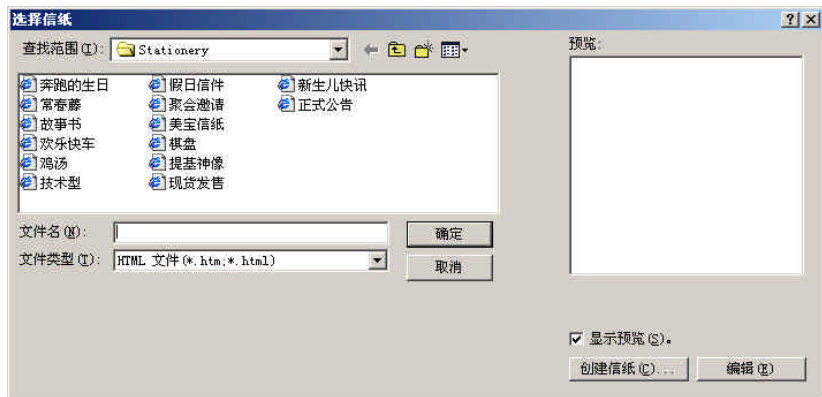 选择信纸
查找范围(I): Stationery
预览:
奔跑的生日 假日信件 新生儿快讯
常春藤 聚会邀请 正式公告
故事书 美宝信纸
欢乐快车 棋盘
鸡汤 提基神像
技术型 现货发售
文件名(N): 确定
文件类型(T): HTML 文件(*.htm;*.html) 取消
显示预览(S)。
创建信纸(C)... 编辑(E)